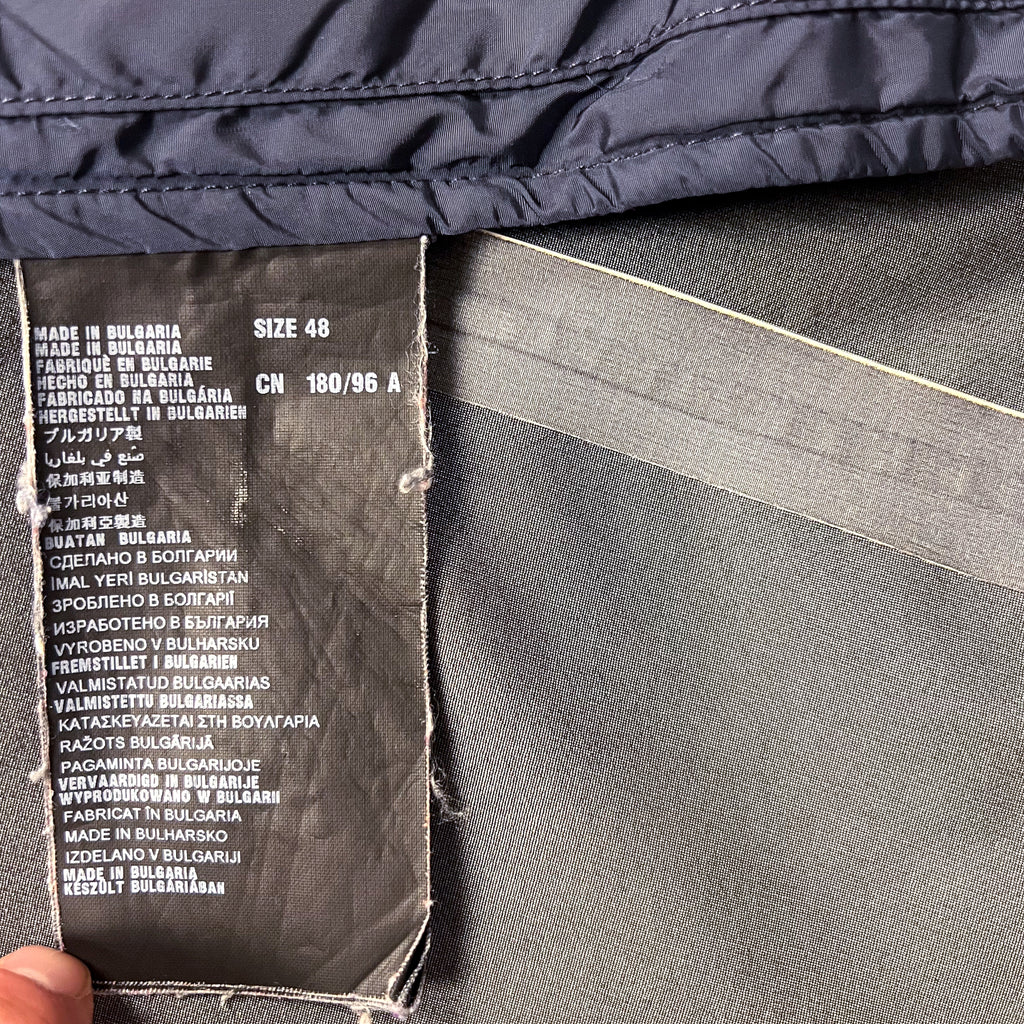 MADE IN BULGARIA
MADE IN BULGARIA
FABRIQUÈ EN BULGARIE
HECHO EN BULGARIA
FABRICADO NA BULGÁRIA
HERGESTELLT IN BULGARIEN
ブルガリア製
صنع في بلغاريا
保加利亚制造
불가리아산
保加利亞製造
BUATAN BULGARIA
СДЕЛАНО В БОЛГАРИИ
İMAL YERİ BULGARİSTAN
ЗРОБЛЕНО В БОЛГАРІЇ
ИЗРАБОТЕНО В БЪЛГАРИЯ
VYROBENO V BULHARSKU
FREMSTILLET I BULGARIEN
VALMISTATUD BULGAARIAS
VALMISTETTU BULGARIASSA
ΚΑΤΑΣΚΕΥΑΖΕΤΑΙ ΣΤΗ ΒΟΥΛΓΑΡΙΑ
RAŽOTS BULGĀRIJĀ
PAGAMINTA BULGARIJOJE
VERVAARDIGD IN BULGARIJE
WYPRODUKOWANO W BULGARII
FABRICAT ÎN BULGARIA
MADE IN BULHARSKO
IZDELANO V BULGARIJI
MADE IN BULGARIA
KÉSZÜLT BULGÁRIÁBAN
SIZE 48
CN 180/96 A